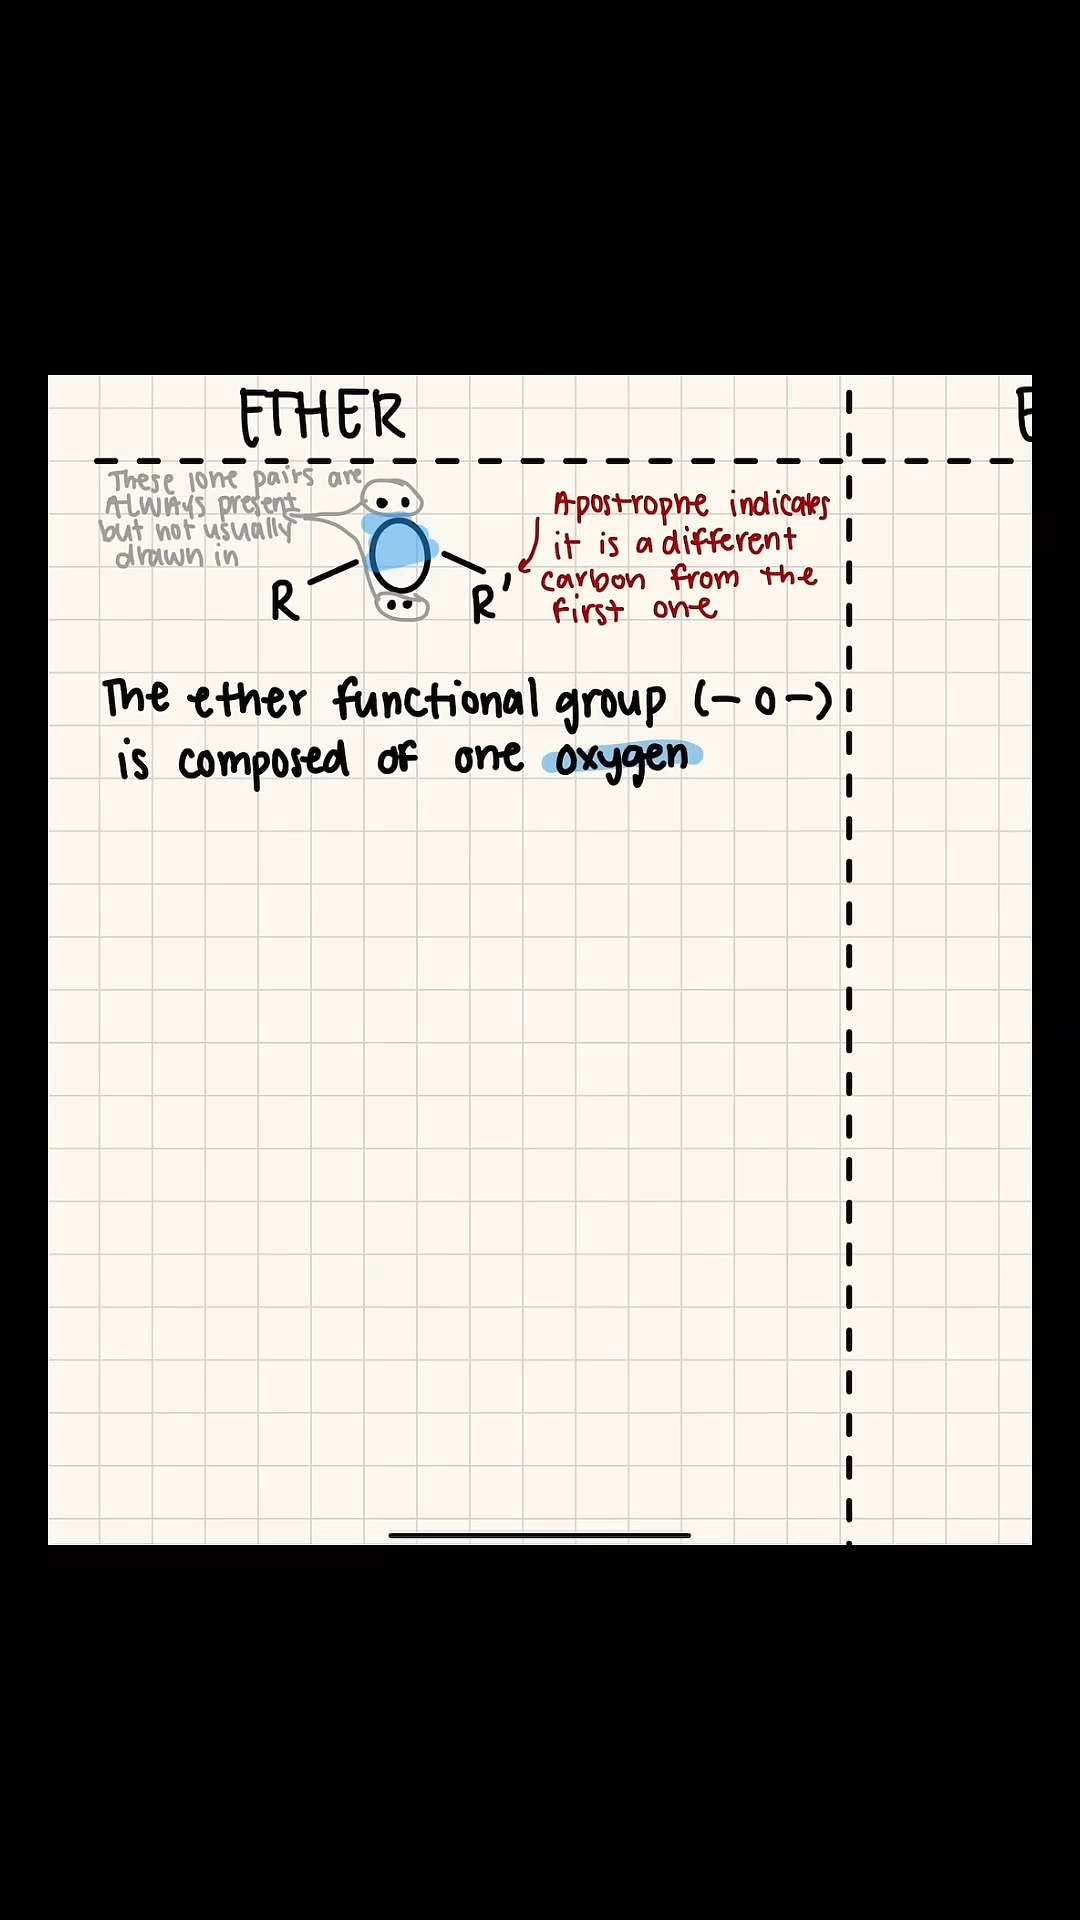 ETHER
E
These lone pairs are
ALWAYS present
but not usually
drawn in
R
O
R'
Apostrophe indicates
it is a different
carbon from the
first one
The ether functional group (-O-)
is composed of one oxygen